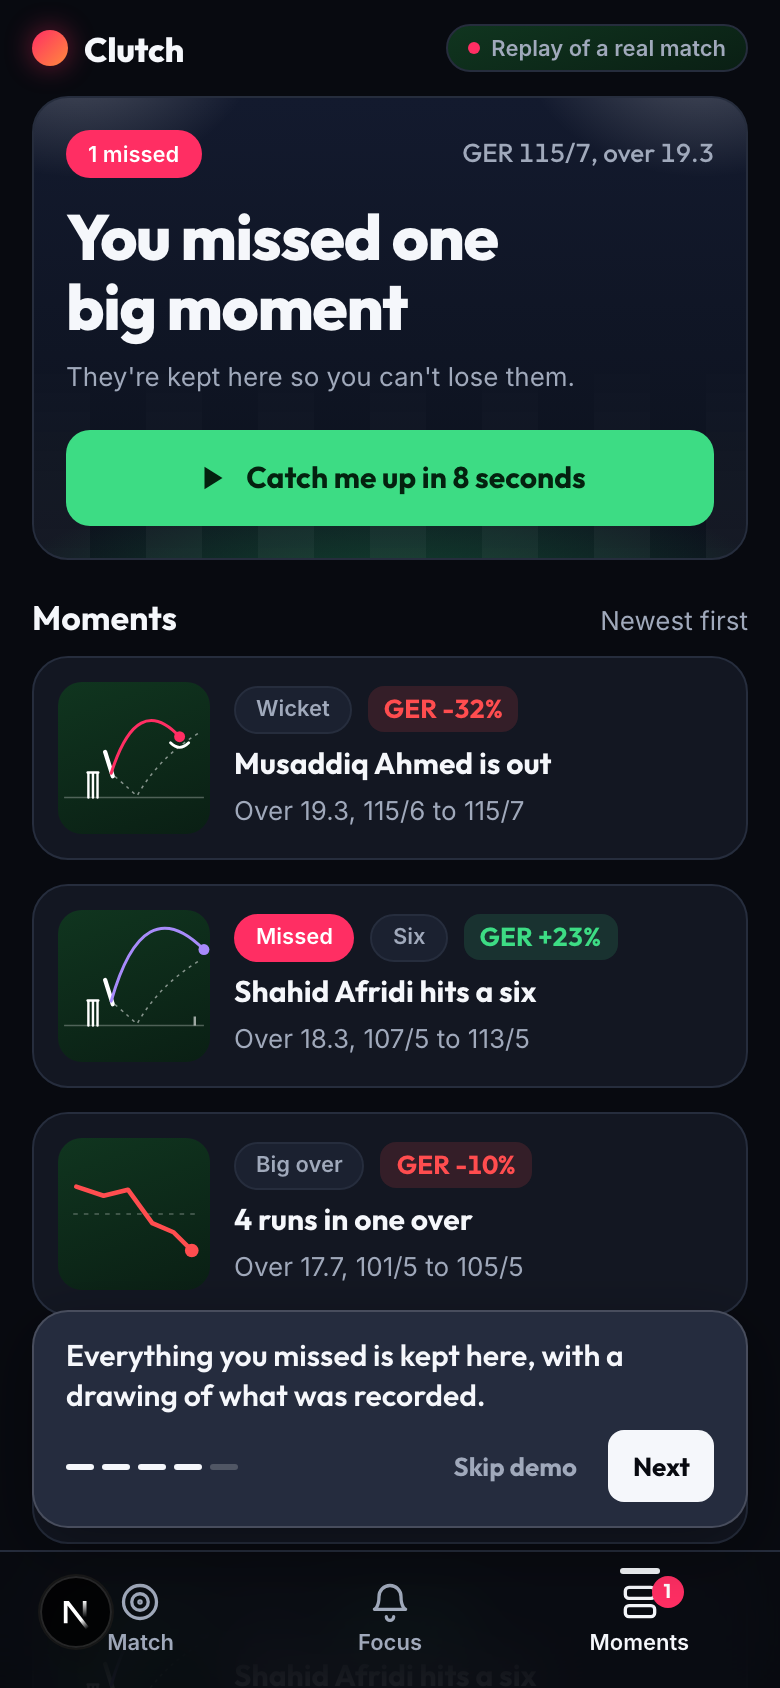 Clutch
Replay of a real match
1 missed
GER 115/7, over 19.3
You missed one
big moment
They're kept here so you can't lose them.
Catch me up in 8 seconds
Moments
Newest first
Wicket
GER -32%
Musaddiq Ahmed is out
Over 19.3, 115/6 to 115/7
Missed
Six
GER +23%
Shahid Afridi hits a six
Over 18.3, 107/5 to 113/5
Big over
GER -10%
4 runs in one over
Over 17.7, 101/5 to 105/5
Everything you missed is kept here, with a
drawing of what was recorded.
Skip demo
Next
N
1
Match
Focus
Moments
Shahid Afridi hits a six